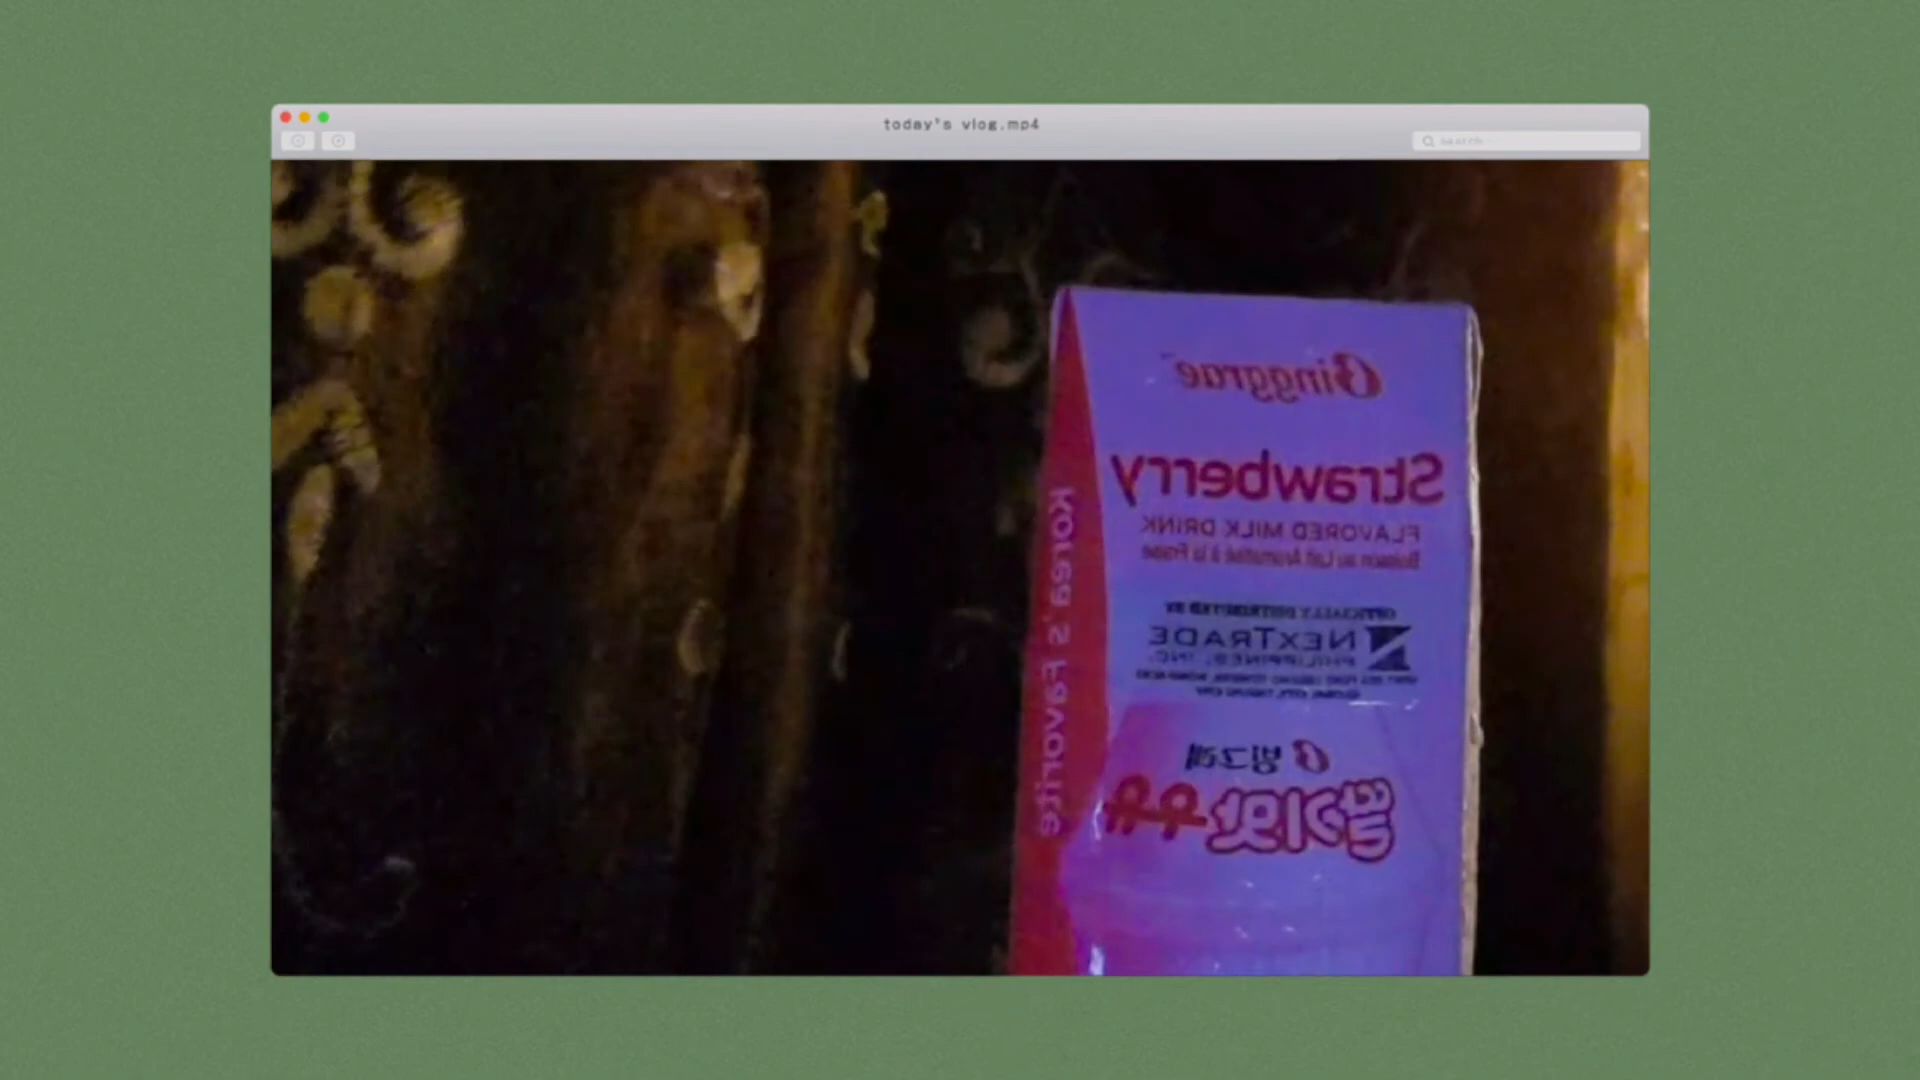 today's vlog.mp4
Search
Binggrae
Strawberry
FLAVORED MILK DRINK
Boisson au Lait Aromatisé à la Fraise
Korea's Favorite
OFFICIALLY DISTRIBUTED BY
NEXTRADE
PHILIPPINES, INC.
빙그레
딸기맛우유